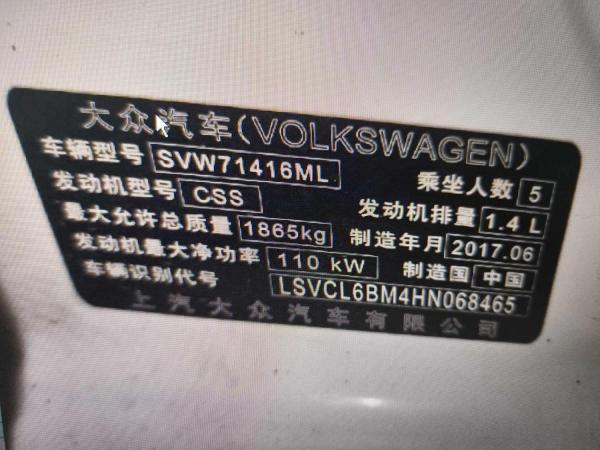 大众汽车(VOLKSWAGEN)
车辆型号 SVW71416ML 乘坐人数 5
发动机型号 CSS 发动机排量 1.4 L
最大允许总质量 1865kg 制造年月 2017.06
发动机最大净功率 110 kW 制造国 中国
车辆识别代号 LSVCL6BM4HN068465
上汽大众汽车有限公司